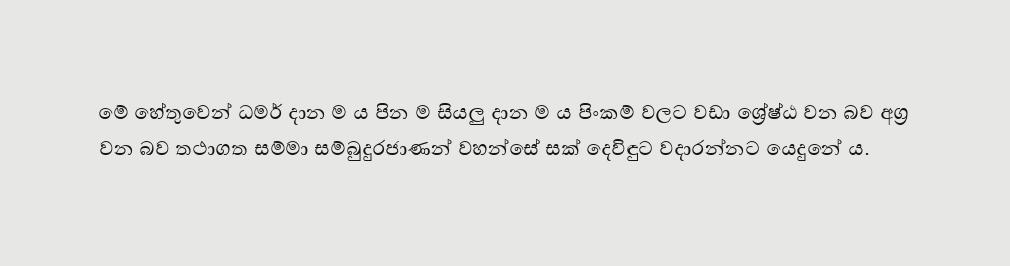 මේ හේතුවෙන් ධමර් දාන ම ය පින ම සියලු දාන ම ය පිංකම් වලට වඩා ශ්‍රේෂ්ඨ වන බව අග්‍ර
වන බව තථාගත සම්මා සම්බුදුරජාණන් වහන්සේ සක් දෙවිඳුට වදාරන්නට යෙදුනේ ය.